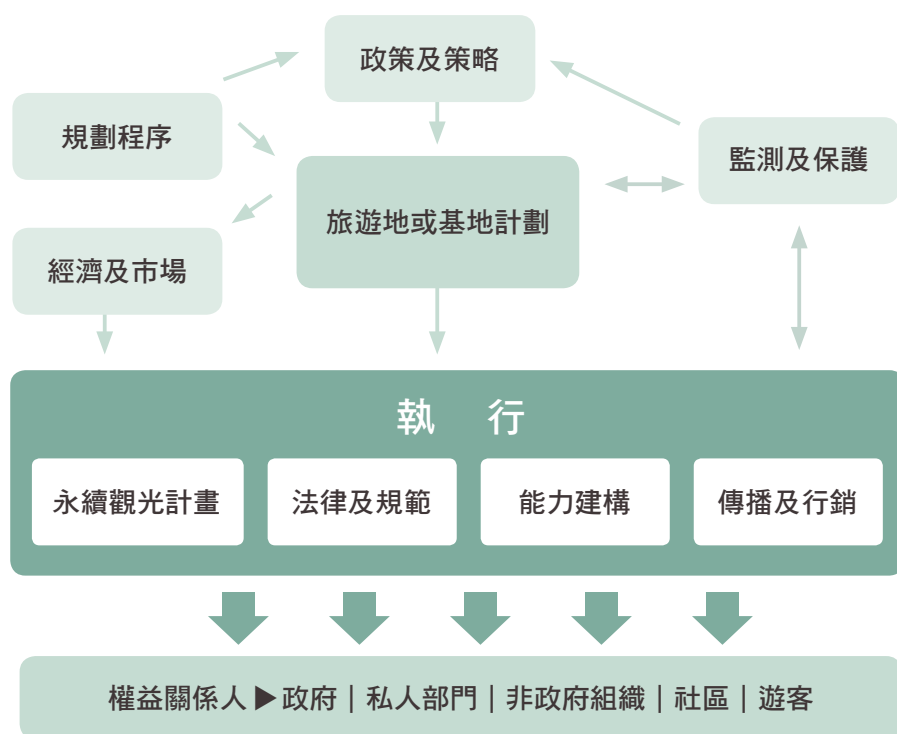 政策及策略
規劃程序
監測及保護
旅遊地或基地計劃
經濟及市場
執 行
永續觀光計畫
法律及規範
能力建構
傳播及行銷
權益關係人▶政府｜私人部門｜非政府組織｜社區｜遊客